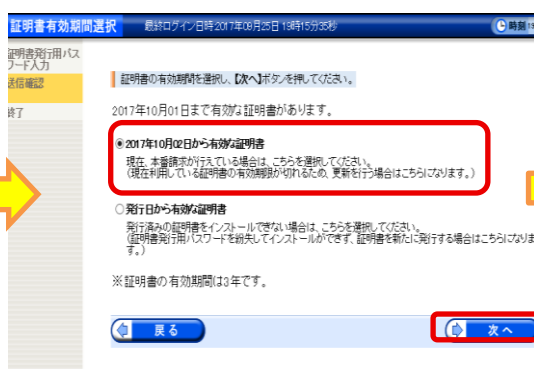 証明書有効期間選択
最終ログイン日時2017年09月25日 19時15分35秒
時刻
証明書発行用パス
ワード入力
送信確認
終了
証明書の有効期間を選択し、【次へ】ボタンを押してください。
2017年10月01日まで有効な証明書があります。
2017年10月02日から有効な証明書
現在、本番請求が行えている場合は、こちらを選択してください。
(現在利用している証明書の有効期限が切れるため、更新を行う場合はこちらになります。)
発行日から有効な証明書
発行済みの証明書をインストールできない場合は、こちらを選択してください。
(証明書発行用パスワードを紛失してインストールができず、証明書を新たに発行する場合はこちらになりま
す。)
※証明書の有効期間は3年です。
戻る
次へ